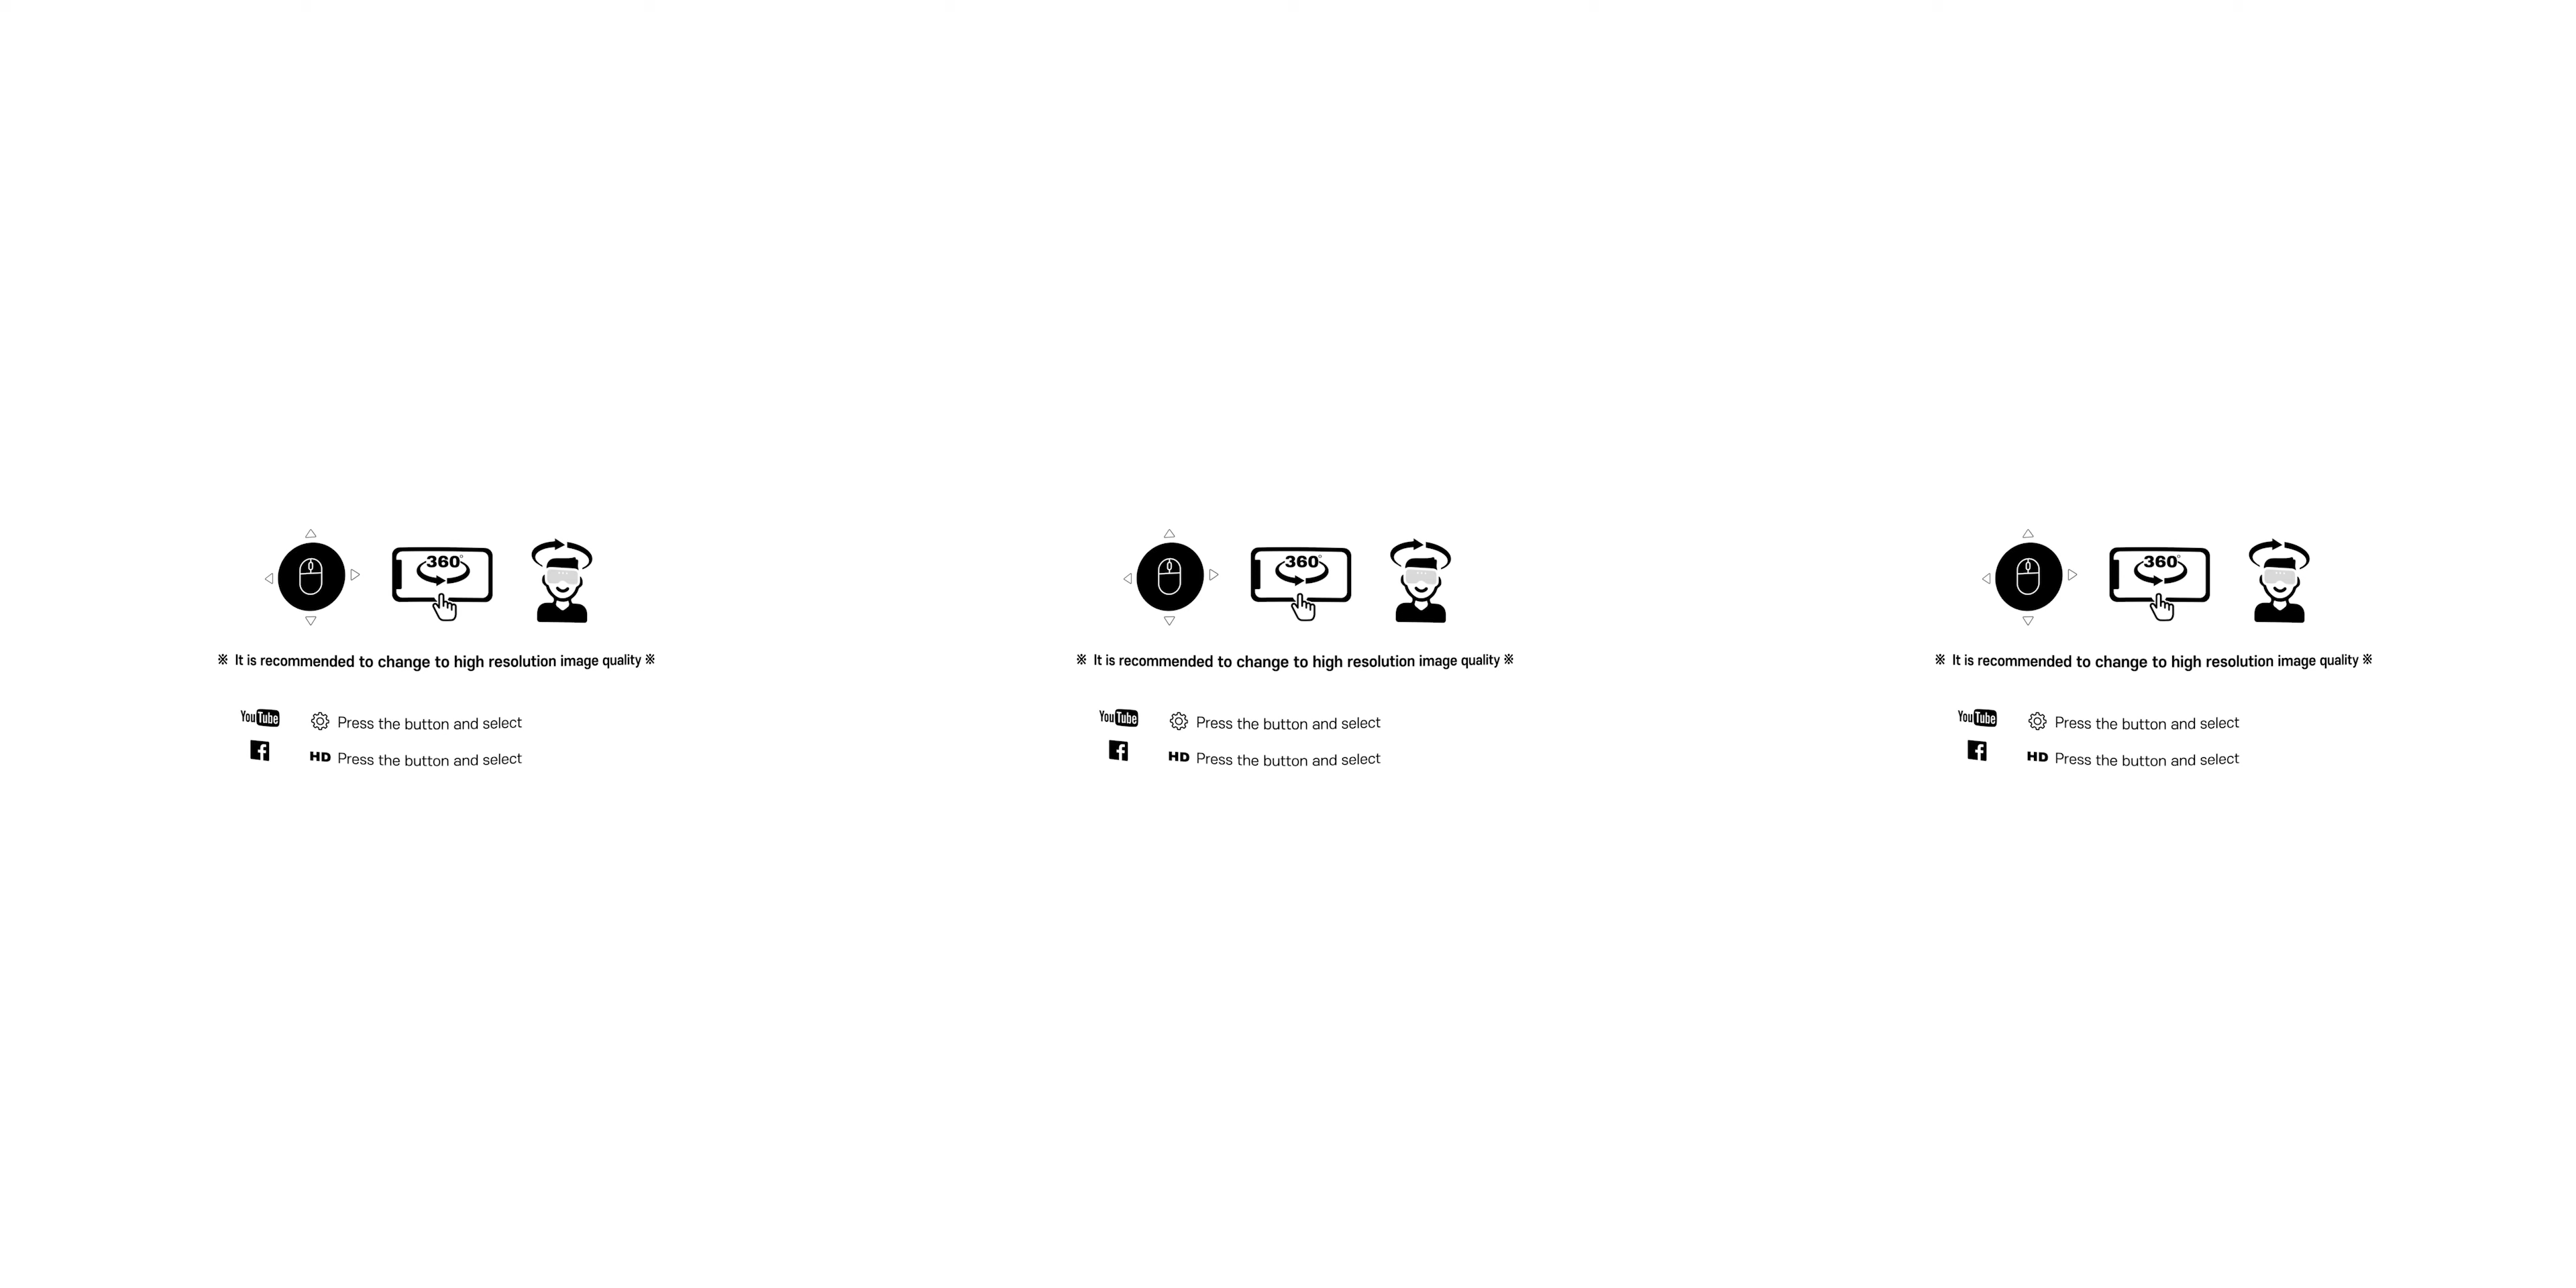 360°
※ It is recommended to change to high resolution image quality ※
YouTube Press the button and select
f HD Press the button and select
360°
※ It is recommended to change to high resolution image quality ※
YouTube Press the button and select
f HD Press the button and select
360°
※ It is recommended to change to high resolution image quality ※
YouTube Press the button and select
f HD Press the button and select